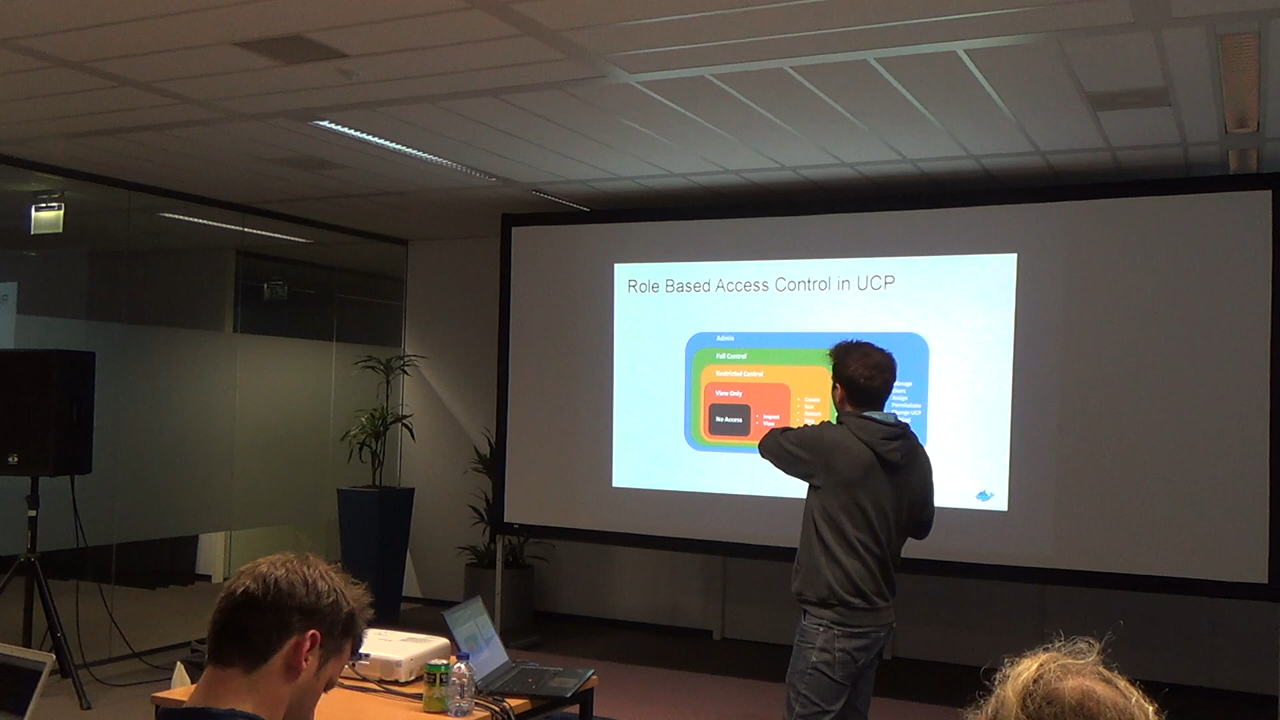 Role Based Access Control in UCP
Admin
Full Control
Restricted Control
View Only
No Access
Inspect
View
Create
Manage
Users
Assign
Permissions
Change UCP